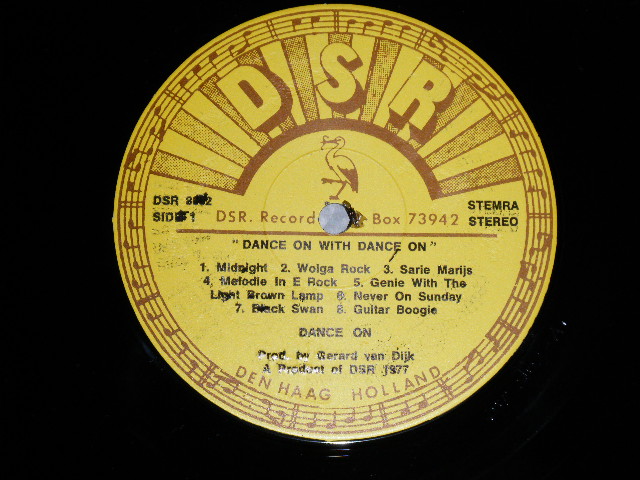 DSR
DSR
SIDE 1
STEMRA
STEREO
DSR. Record Box 73942
"DANCE ON WITH DANCE ON"
1. Midnight 2. Wolga Rock 3. Sarie Marijs
4. Melodie In E Rock 5. Genie With The
Light Brown Lamp 6. Never On Sunday
7. Black Swan 8. Guitar Boogie
DANCE ON
Prod. by Gerard van Dijk
A Product of DSR 1977
DEN HAAG HOLLAND